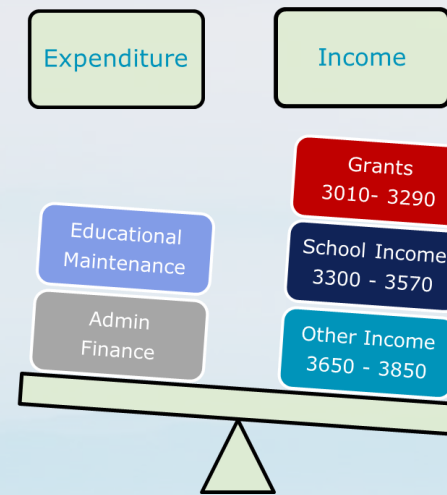 Expenditure
Income
Grants
3010- 3290
Educational
Maintenance
School Income
3300 - 3570
Admin
Finance
Other Income
3650 - 3850